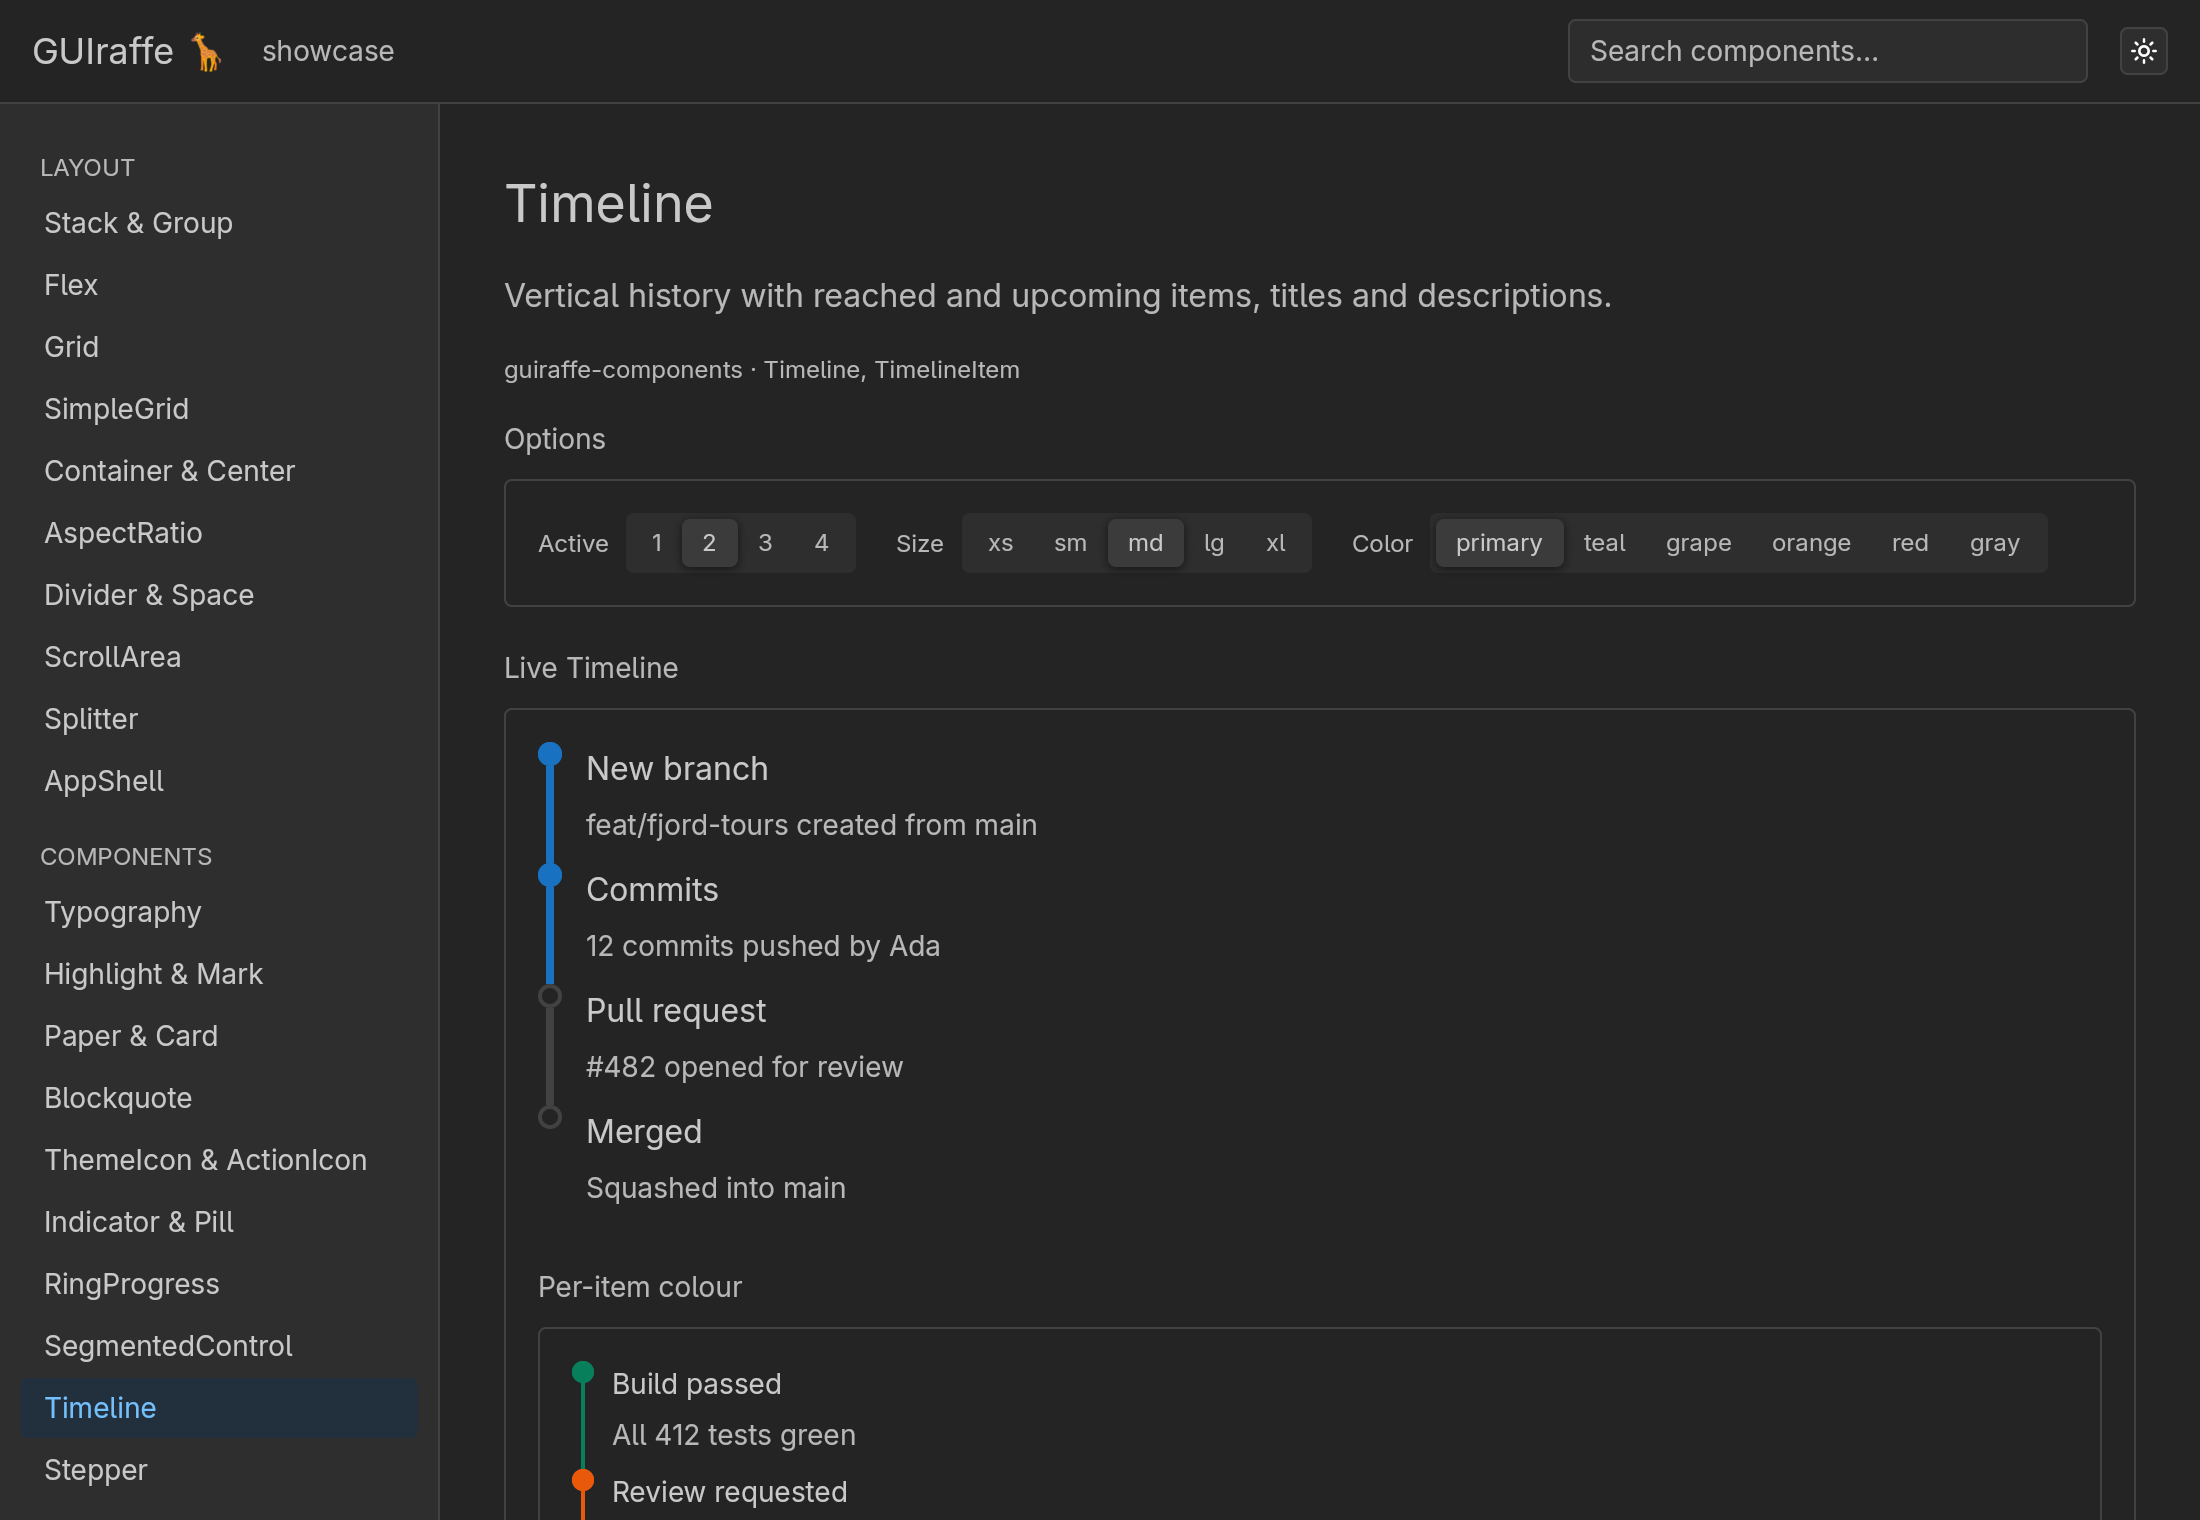 GUIraffe 🦒 showcase
Search components...
LAYOUT
Stack & Group
Flex
Grid
SimpleGrid
Container & Center
AspectRatio
Divider & Space
ScrollArea
Splitter
AppShell
COMPONENTS
Typography
Highlight & Mark
Paper & Card
Blockquote
ThemeIcon & ActionIcon
Indicator & Pill
RingProgress
SegmentedControl
Timeline
Stepper
Timeline
Vertical history with reached and upcoming items, titles and descriptions.
guiraffe-components · Timeline, TimelineItem
Options
Active 1 2 3 4 Size xs sm md lg xl Color primary teal grape orange red gray
Live Timeline
New branch
feat/fjord-tours created from main
Commits
12 commits pushed by Ada
Pull request
#482 opened for review
Merged
Squashed into main
Per-item colour
Build passed
All 412 tests green
Review requested